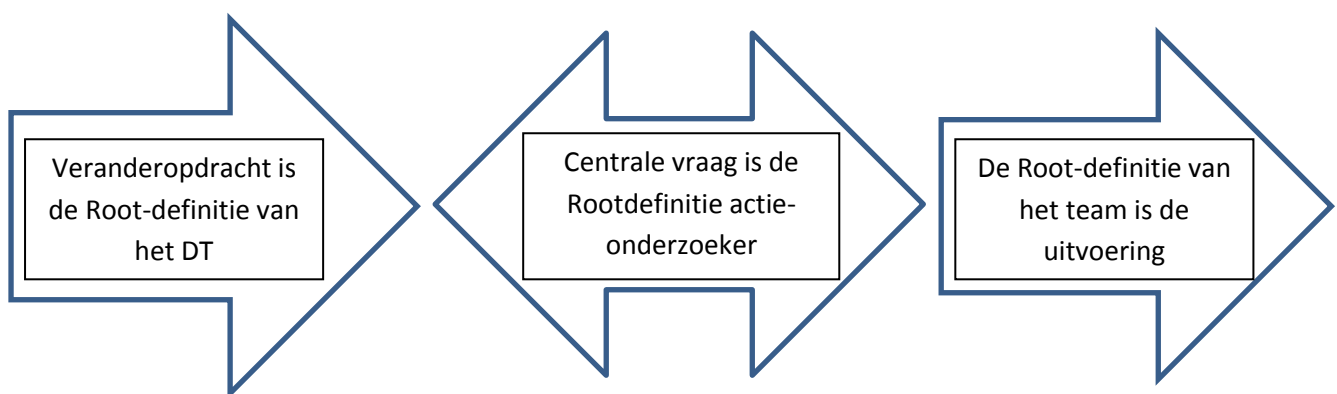 Veranderopdracht is
de Root-definitie van
het DT
Centrale vraag is de
Rootdefinitie actie-
onderzoeker
De Root-definitie van
het team is de
uitvoering